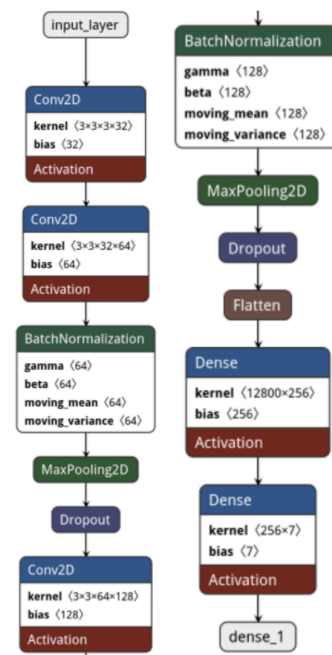 input_layer
Conv2D
kernel 〈3×3×3×32〉
bias 〈32〉
Activation
Conv2D
kernel 〈3×3×32×64〉
bias 〈64〉
Activation
BatchNormalization
gamma 〈64〉
beta 〈64〉
moving_mean 〈64〉
moving_variance 〈64〉
MaxPooling2D
Dropout
Conv2D
kernel 〈3×3×64×128〉
bias 〈128〉
Activation
BatchNormalization
gamma 〈128〉
beta 〈128〉
moving_mean 〈128〉
moving_variance 〈128〉
MaxPooling2D
Dropout
Flatten
Dense
kernel 〈12800×256〉
bias 〈256〉
Activation
Dense
kernel 〈256×7〉
bias 〈7〉
Activation
dense_1